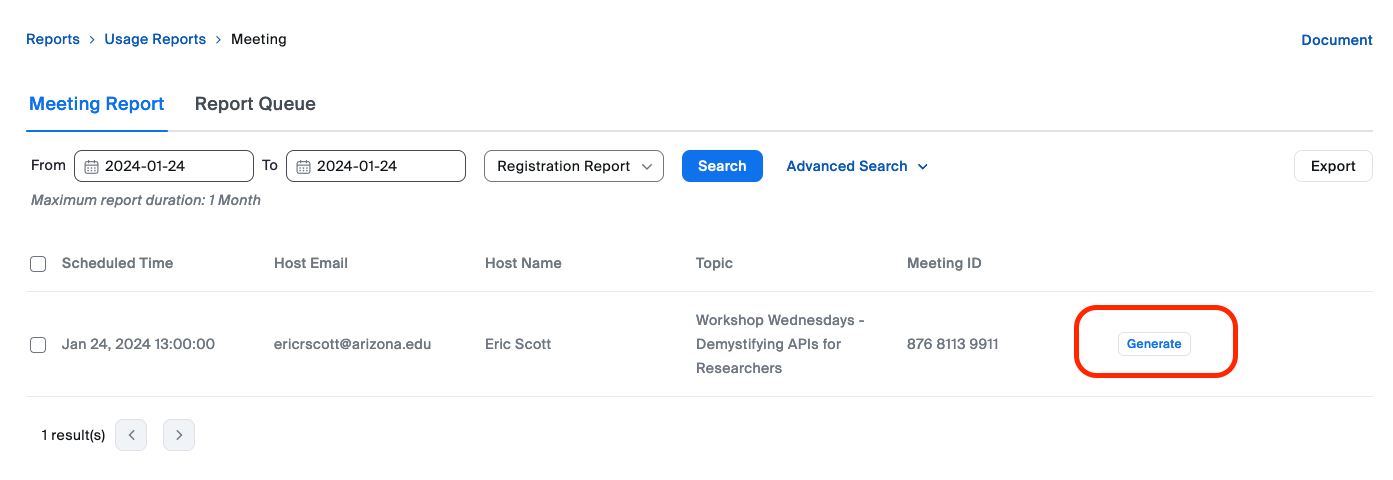 Reports > Usage Reports > Meeting
Document
Meeting Report
Report Queue
From 2024-01-24 To 2024-01-24 Registration Report Search Advanced Search Export
Maximum report duration: 1 Month
Scheduled Time Host Email Host Name Topic Meeting ID
Jan 24, 2024 13:00:00 ericrscott@arizona.edu Eric Scott
Workshop Wednesdays -
Demystifying APIs for
Researchers
876 8113 9911
Generate
1 result(s)